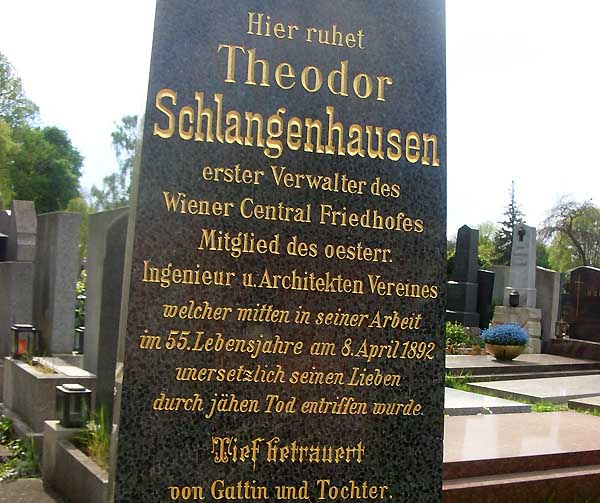 Hier ruhet
Theodor
Schlangenhausen
erster Verwalter des
Wiener Central Friedhofes
Mitglied des oesterr.
Ingenieur u. Architekten Vereines
welcher mitten in seiner Arbeit
im 55. Lebensjahre am 8. April 1892
unersetzlich seinen Lieben
durch jähen Tod entrissen wurde.
Tief betrauert
von Gattin und Tochter.